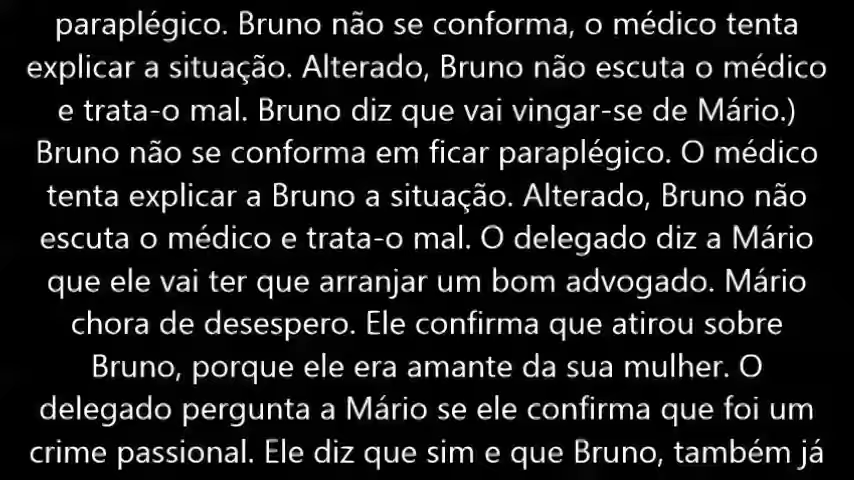 paraplégico. Bruno não se conforma, o médico tenta
explicar a situação. Alterado, Bruno não escuta o médico
e trata-o mal. Bruno diz que vai vingar-se de Mário.)
Bruno não se conforma em ficar paraplégico. O médico
tenta explicar a Bruno a situação. Alterado, Bruno não
escuta o médico e trata-o mal. O delegado diz a Mário
que ele vai ter que arranjar um bom advogado. Mário
chora de desespero. Ele confirma que atirou sobre
Bruno, porque ele era amante da sua mulher. O
delegado pergunta a Mário se ele confirma que foi um
crime passional. Ele diz que sim e que Bruno, também já